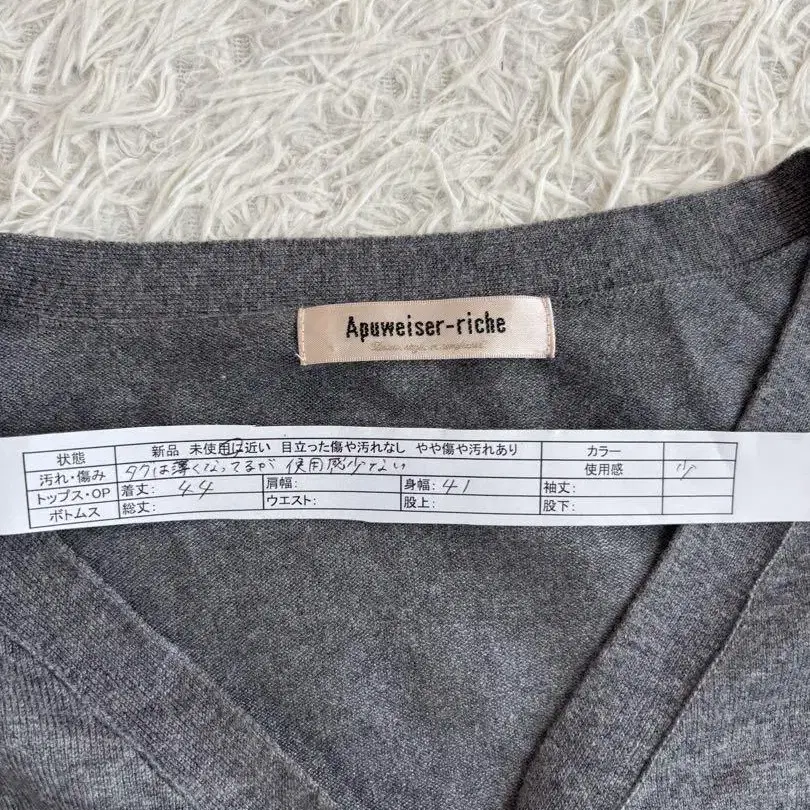 Apuweiser-riche
状態 新品 未使用に近い 目立った傷や汚れなし やや傷や汚れあり カラー
汚れ・傷み タグは薄くなってるが 使用感少ない 使用感 少
トップス・OP 着丈: 44 肩幅: 身幅: 41 袖丈:
ボトムス 総丈: ウエスト: 股上: 股下: